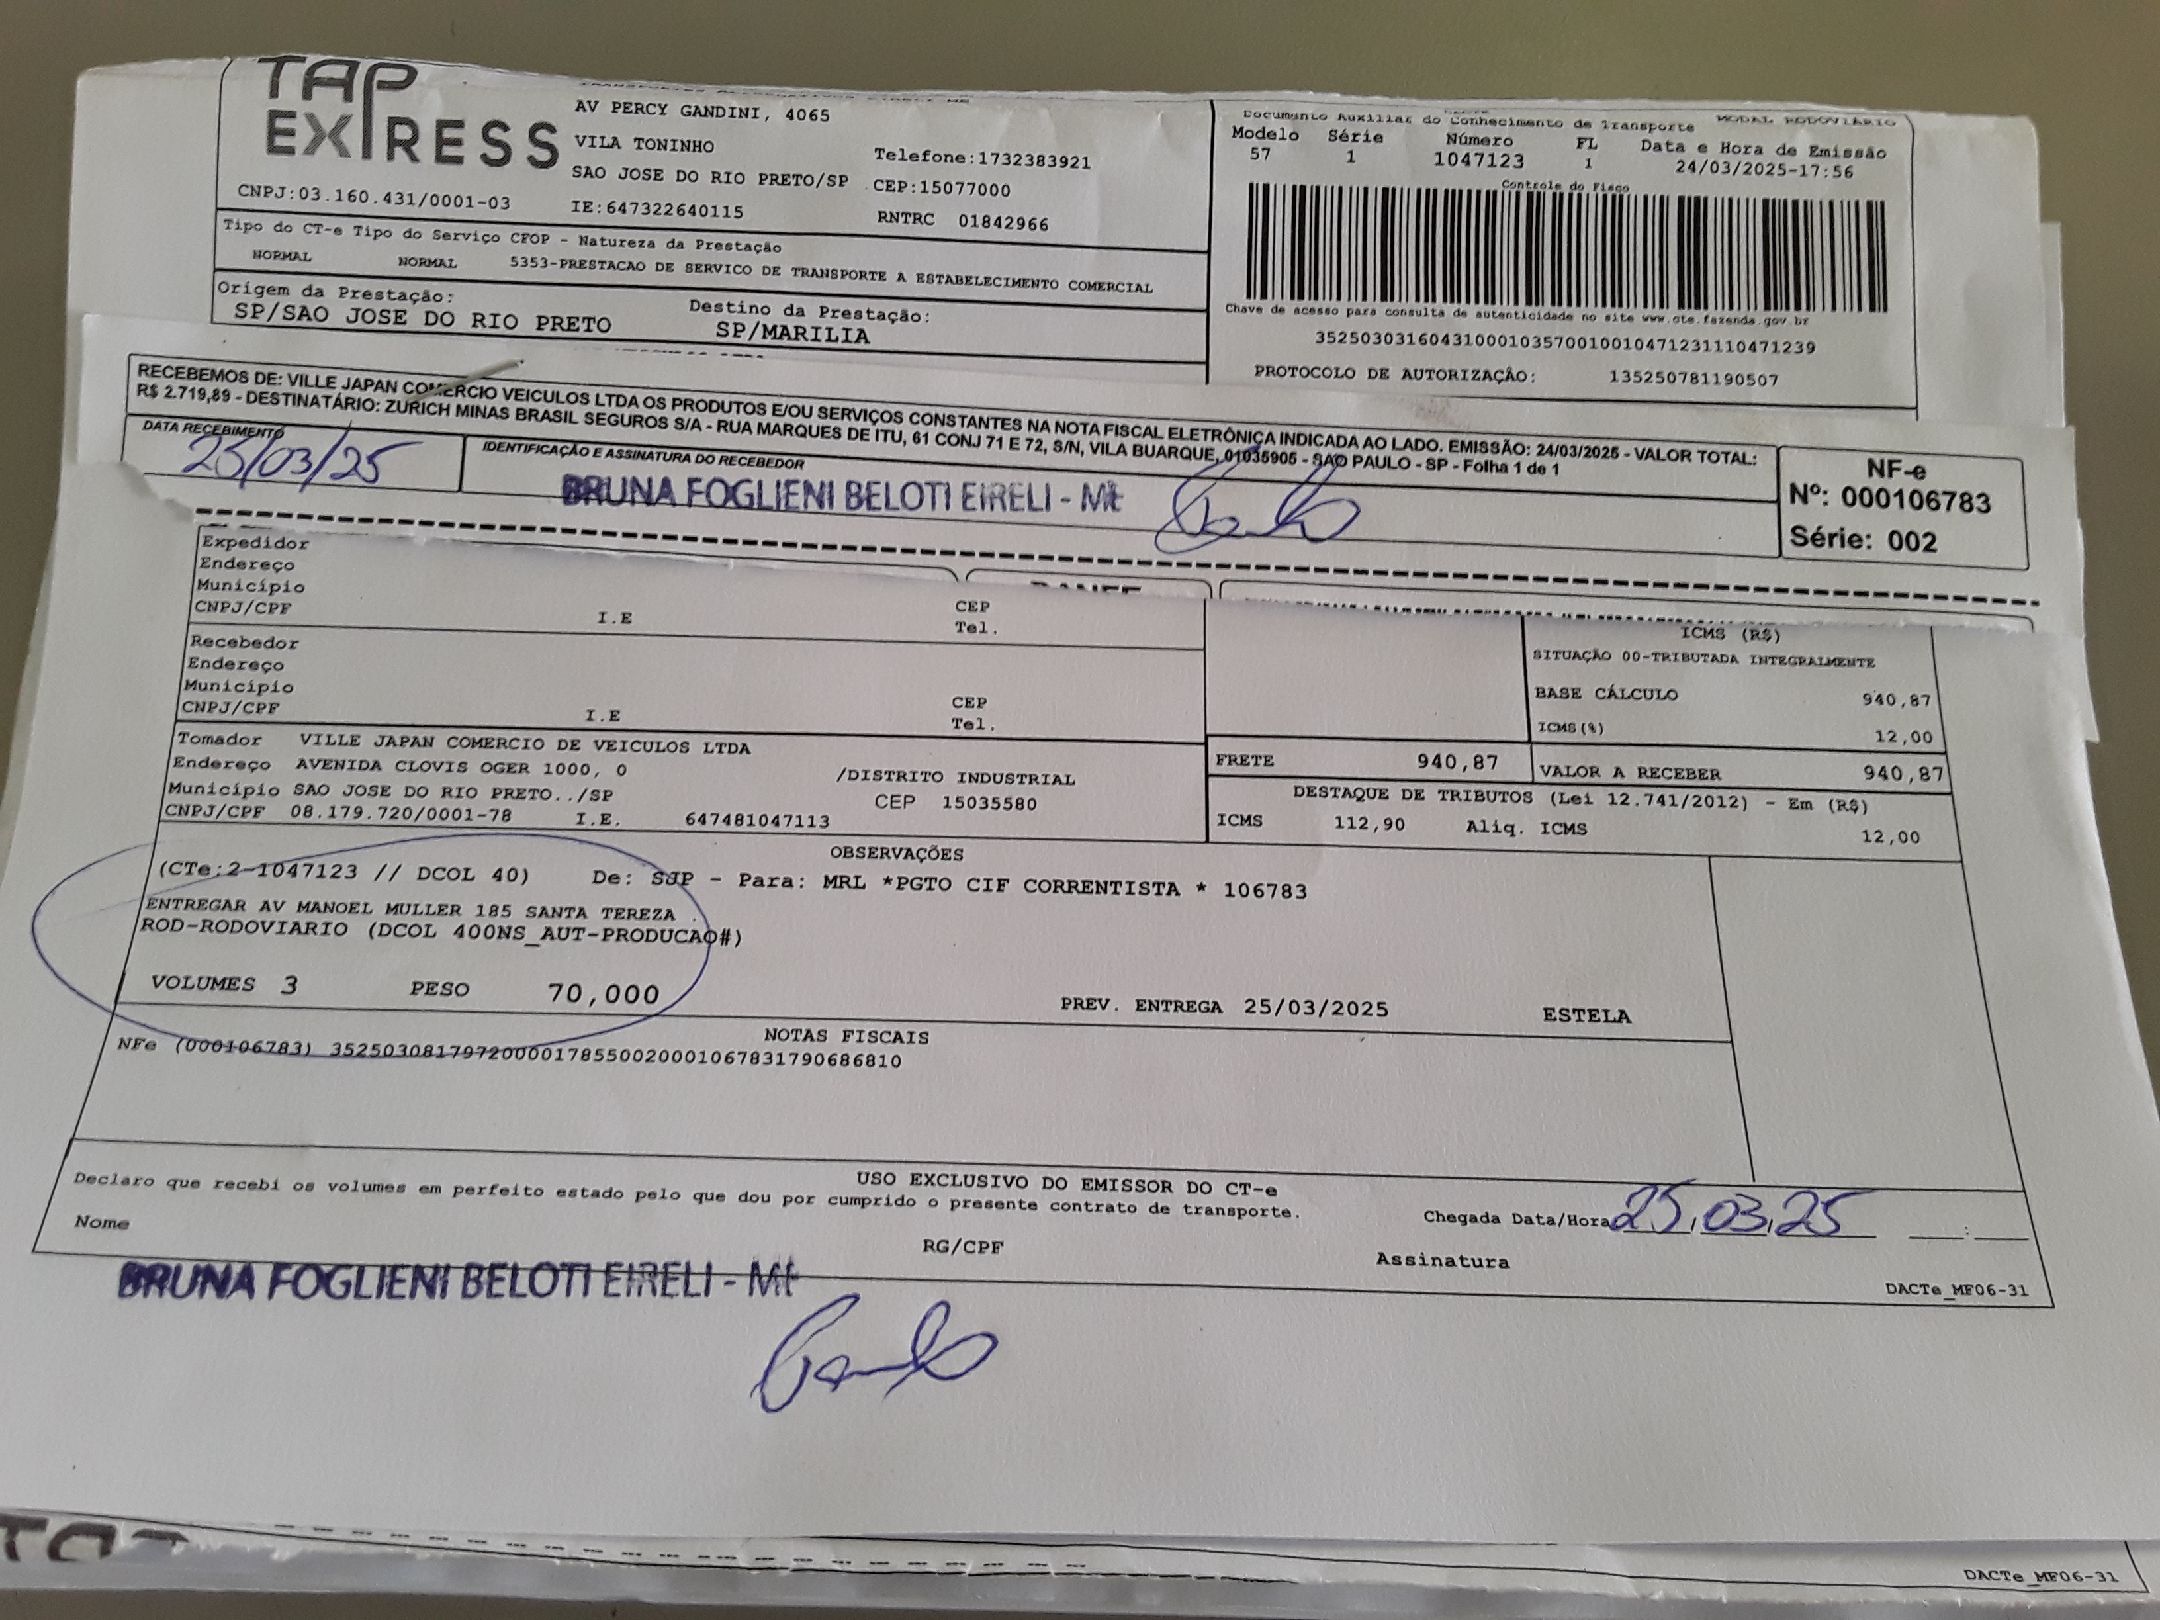 TAP
EXPRESS
AV PERCY GANDINI, 4065
VILA TONINHO
SAO JOSE DO RIO PRETO/SP
Telefone:1732383921
CEP:15077000
CNPJ:03.160.431/0001-03
IE:647322640115
RNTRC 01842966
Tipo do CT-e Tipo do Serviço CFOP - Natureza da Prestação
NORMAL NORMAL 5353-PRESTACAO DE SERVICO DE TRANSPORTE A ESTABELECIMENTO COMERCIAL
Origem da Prestação: Destino da Prestação:
SP/SAO JOSE DO RIO PRETO SP/MARILIA
Documento Auxiliar do Conhecimento de Transporte MODAL RODOVIÁRIO
Modelo Série Número FL Data e Hora de Emissão
57 1 1047123 1 24/03/2025-17:56
Controle do Fisco
Chave de acesso para consulta de autenticidade no site www.cte.fazenda.gov.br
35250303160431000103570010010471231110471239
PROTOCOLO DE AUTORIZAÇÃO: 135250781190507
RECEBEMOS DE: VILLE JAPAN COMERCIO VEICULOS LTDA OS PRODUTOS E/OU SERVIÇOS CONSTANTES NA NOTA FISCAL ELETRÔNICA INDICADA AO LADO. EMISSÃO: 24/03/2025 - VALOR TOTAL:
R$ 2.719,89 - DESTINATÁRIO: ZURICH MINAS BRASIL SEGUROS S/A - RUA MARQUES DE ITU, 61 CONJ 71 E 72, S/N, VILA BUARQUE, 01035905 - SAO PAULO - SP - Folha 1 de 1
DATA RECEBIMENTO
25/03/25
IDENTIFICAÇÃO E ASSINATURA DO RECEBEDOR
BRUNA FOGLIENI BELOTI EIRELI - ME
NF-e
Nº: 000106783
Série: 002
Expedidor
Endereço
Município CEP
CNPJ/CPF I.E Tel.
Recebedor
Endereço
Município CEP
CNPJ/CPF I.E Tel.
ICMS (R$)
SITUAÇÃO 00-TRIBUTADA INTEGRALMENTE
BASE CÁLCULO 940,87
ICMS(%) 12,00
Tomador VILLE JAPAN COMERCIO DE VEICULOS LTDA
Endereço AVENIDA CLOVIS OGER 1000, 0 /DISTRITO INDUSTRIAL
Município SAO JOSE DO RIO PRETO../SP CEP 15035580
CNPJ/CPF 08.179.720/0001-78 I.E. 647481047113
FRETE 940,87 VALOR A RECEBER 940,87
DESTAQUE DE TRIBUTOS (Lei 12.741/2012) - Em (R$)
ICMS 112,90 Aliq. ICMS 12,00
OBSERVAÇÕES
(CTe:2-1047123 // DCOL 40) De: SJP - Para: MRL *PGTO CIF CORRENTISTA * 106783
ENTREGAR AV MANOEL MULLER 185 SANTA TEREZA
ROD-RODOVIARIO (DCOL 400NS_AUT-PRODUCAO#)
VOLUMES 3 PESO 70,000 PREV. ENTREGA 25/03/2025 ESTELA
NOTAS FISCAIS
NFe (000106783) 35250308179720000178550020001067831790686810
USO EXCLUSIVO DO EMISSOR DO CT-e
Declaro que recebi os volumes em perfeito estado pelo que dou por cumprido o presente contrato de transporte.
Chegada Data/Hora 25.03.25
Nome RG/CPF Assinatura
BRUNA FOGLIENI BELOTI EIRELI - ME
DACTe_MF06-31
DACTe_MF06-31